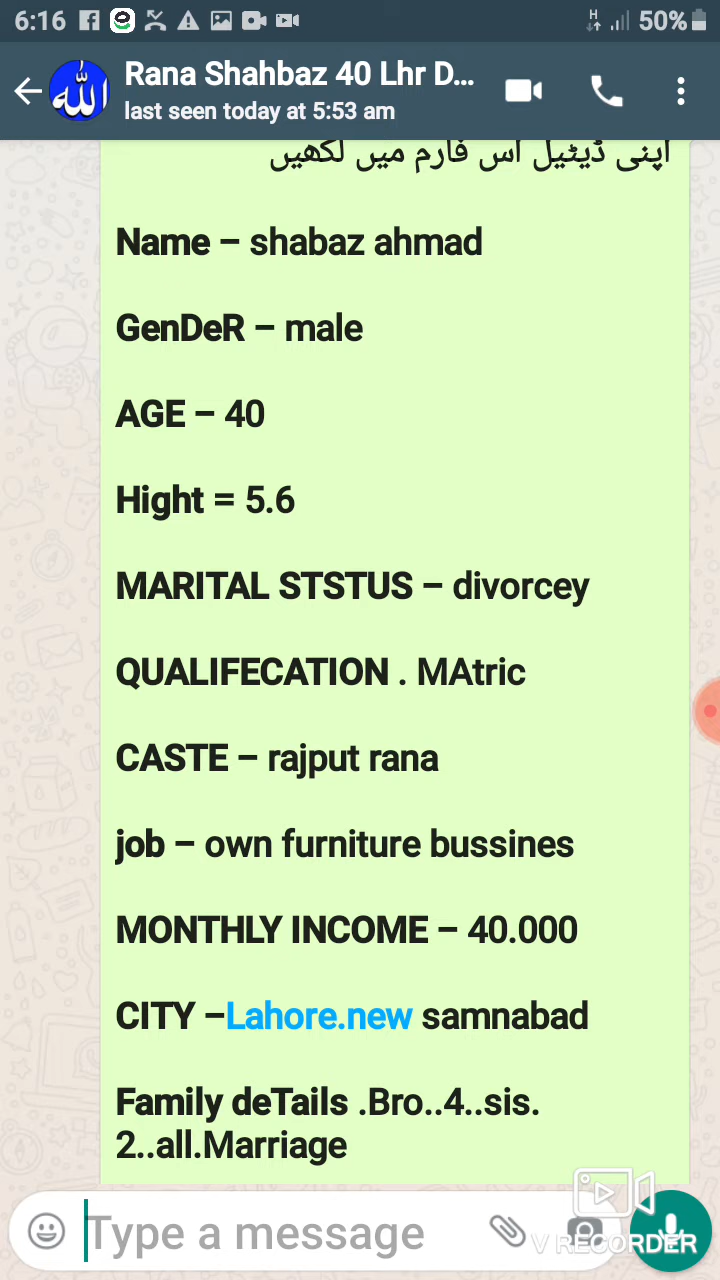 6:16
50%
Rana Shahbaz 40 Lhr D...
last seen today at 5:53 am
اپنی ڈیٹیل اس فارم میں لکھیں
Name – shabaz ahmad
GenDeR – male
AGE – 40
Hight = 5.6
MARITAL STSTUS – divorcey
QUALIFECATION . MAtric
CASTE – rajput rana
job – own furniture bussines
MONTHLY INCOME – 40.000
CITY –Lahore.new samnabad
Family deTails .Bro..4..sis.
2..all.Marriage
Type a message
V RECORDER